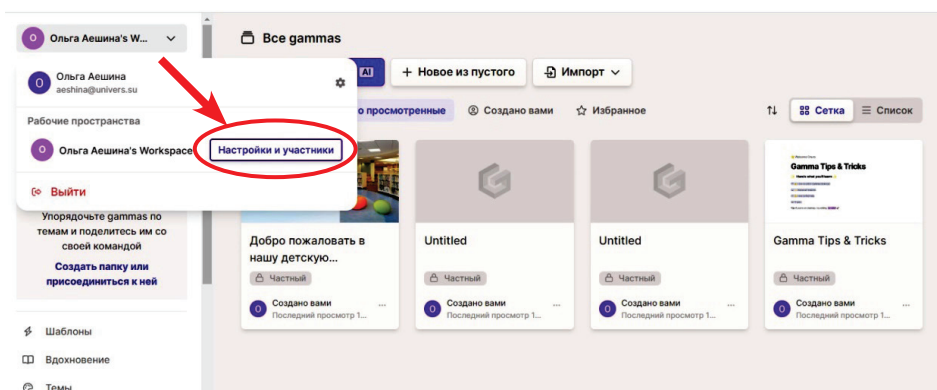 О Ольга Аешина's W...
О Ольга Аешина
aeshina@univers.su
Рабочие пространства
О Ольга Аешина's Workspace
Настройки и участники
Выйти
Упорядочьте gammas по
темам и поделитесь им со
своей командой
Создать папку или
присоединиться к ней
Шаблоны
Вдохновение
Темы
Все gammas
AI
+ Новое из пустого
Импорт
о просмотренные
Создано вами
Избранное
Сетка
Список
Добро пожаловать в
нашу детскую...
Частный
О Создано вами
Последний просмотр 1...
Untitled
Частный
О Создано вами
Последний просмотр 1...
Untitled
Частный
О Создано вами
Последний просмотр 1...
Gamma Tips & Tricks
Gamma Tips & Tricks
Частный
О Создано вами
Последний просмотр 1...